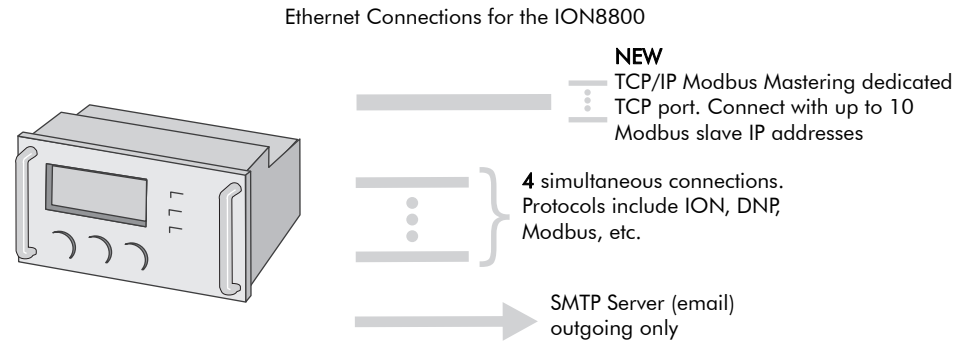 Ethernet Connections for the ION8800
NEW
TCP/IP Modbus Mastering dedicated
TCP port. Connect with up to 10
Modbus slave IP addresses
4 simultaneous connections.
Protocols include ION, DNP,
Modbus, etc.
SMTP Server (email)
outgoing only